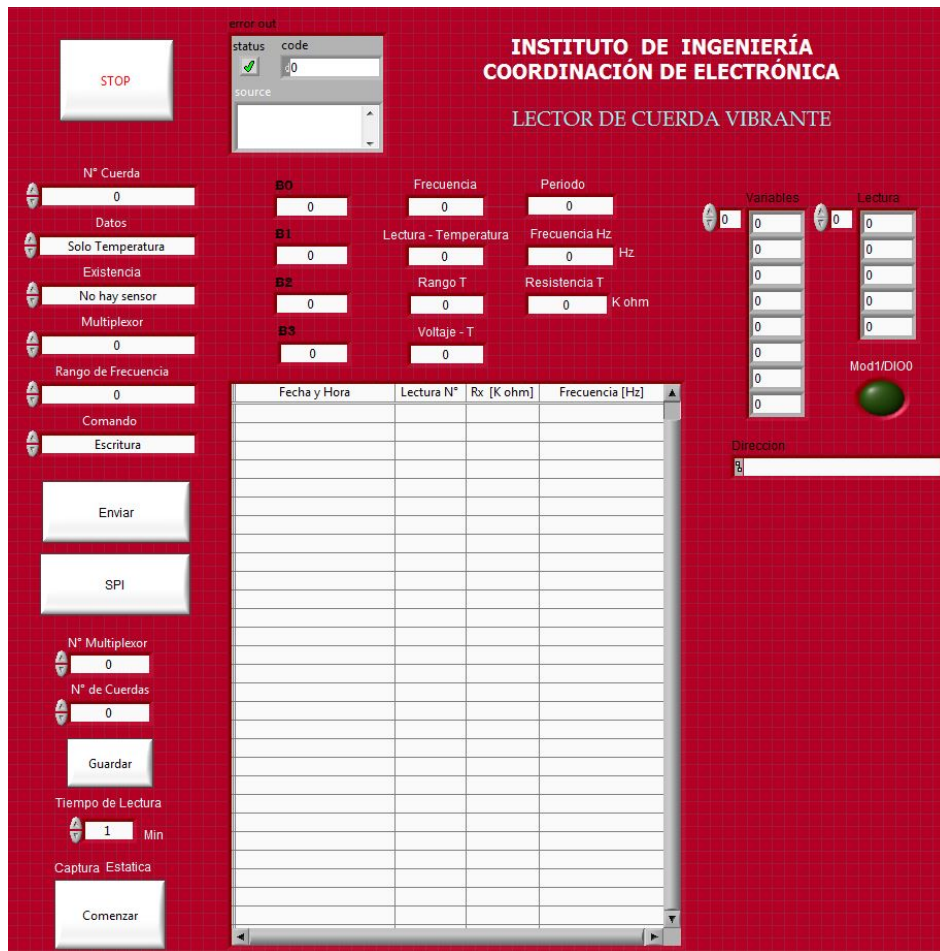 error out
status code
0
source
STOP
INSTITUTO DE INGENIERÍA
COORDINACIÓN DE ELECTRÓNICA
LECTOR DE CUERDA VIBRANTE
N° Cuerda
0
Datos
Solo Temperatura
Existencia
No hay sensor
Multiplexor
0
Rango de Frecuencia
0
Comando
Escritura
Enviar
SPI
N° Multiplexor
0
N° de Cuerdas
0
Guardar
Tiempo de Lectura
1 Min
Captura Estatica
Comenzar
B0
0
B1
0
B2
0
B3
0
Frecuencia
0
Lectura - Temperatura
0
Rango T
0
Voltaje - T
0
Periodo
0
Frecuencia Hz
0 Hz
Resistencia T
0 K ohm
Fecha y Hora Lectura N° Rx [K ohm] Frecuencia [Hz]
Variables
0 0
0
0
0
0
0
0
0
Lectura
0 0
0
0
0
0
Mod1/DIO0
Direccion